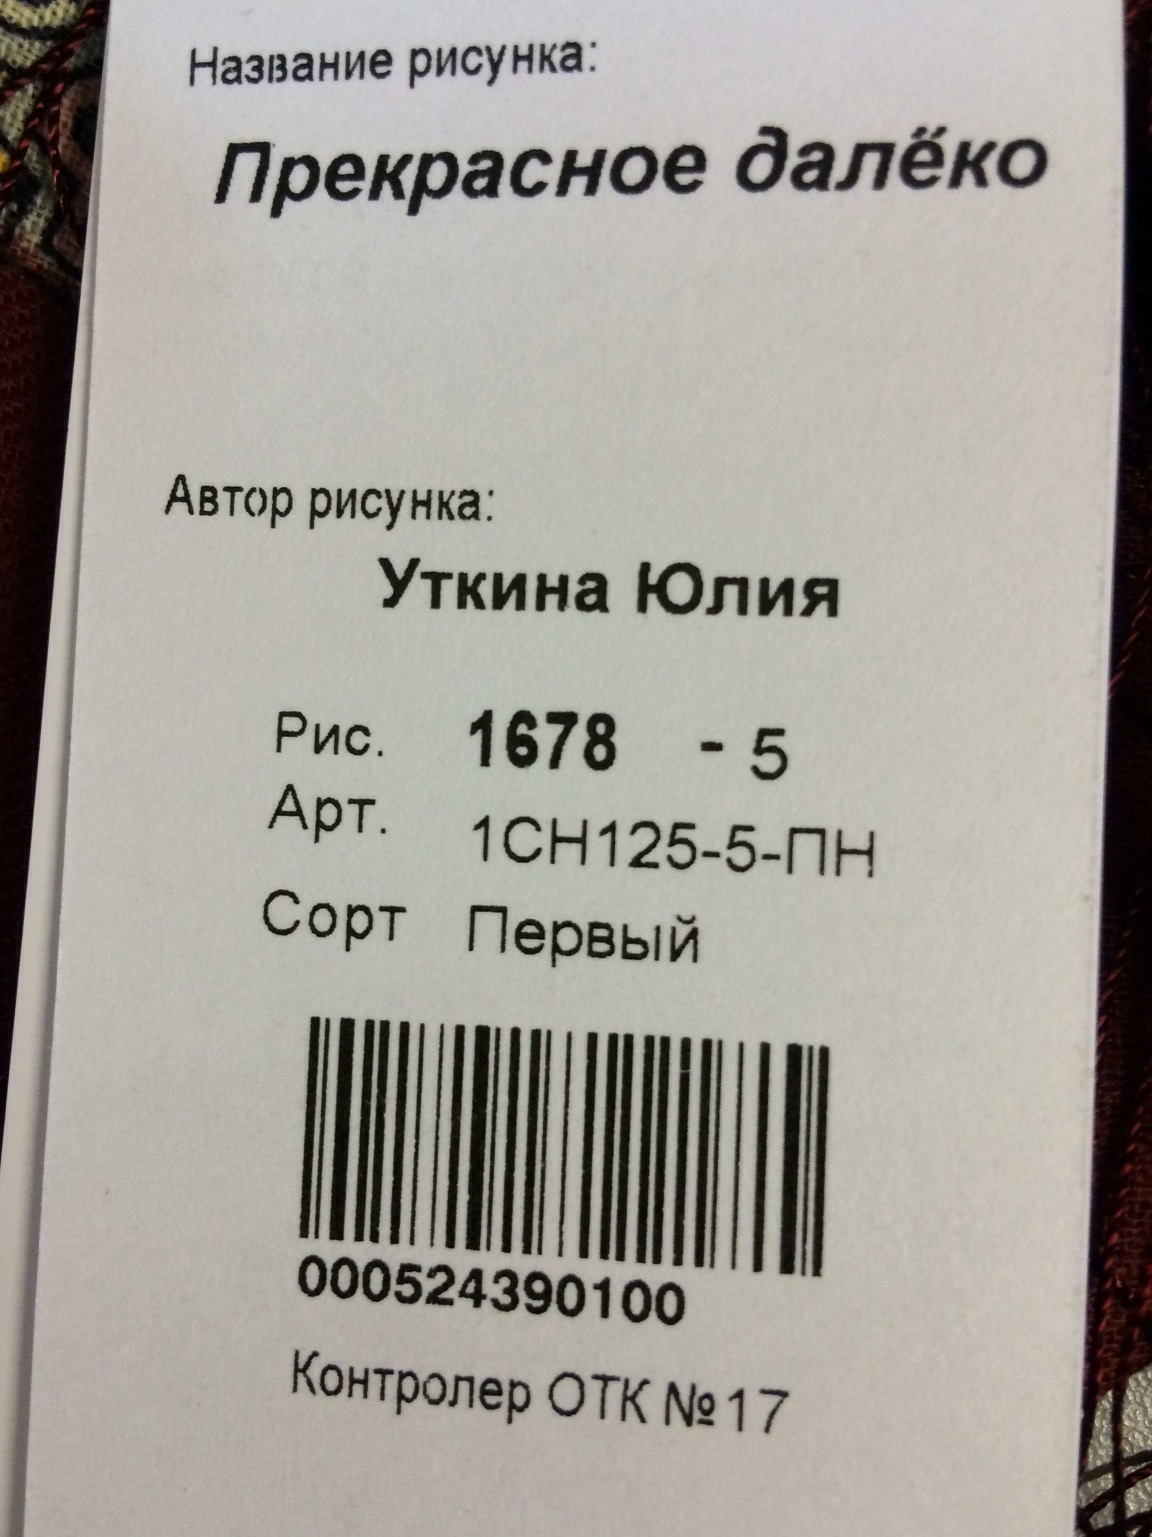 Название рисунка:
Прекрасное далёко
Автор рисунка:
Уткина Юлия
Рис. 1678 - 5
Арт. 1СН125-5-ПН
Сорт Первый
000524390100
Контролер ОТК №17